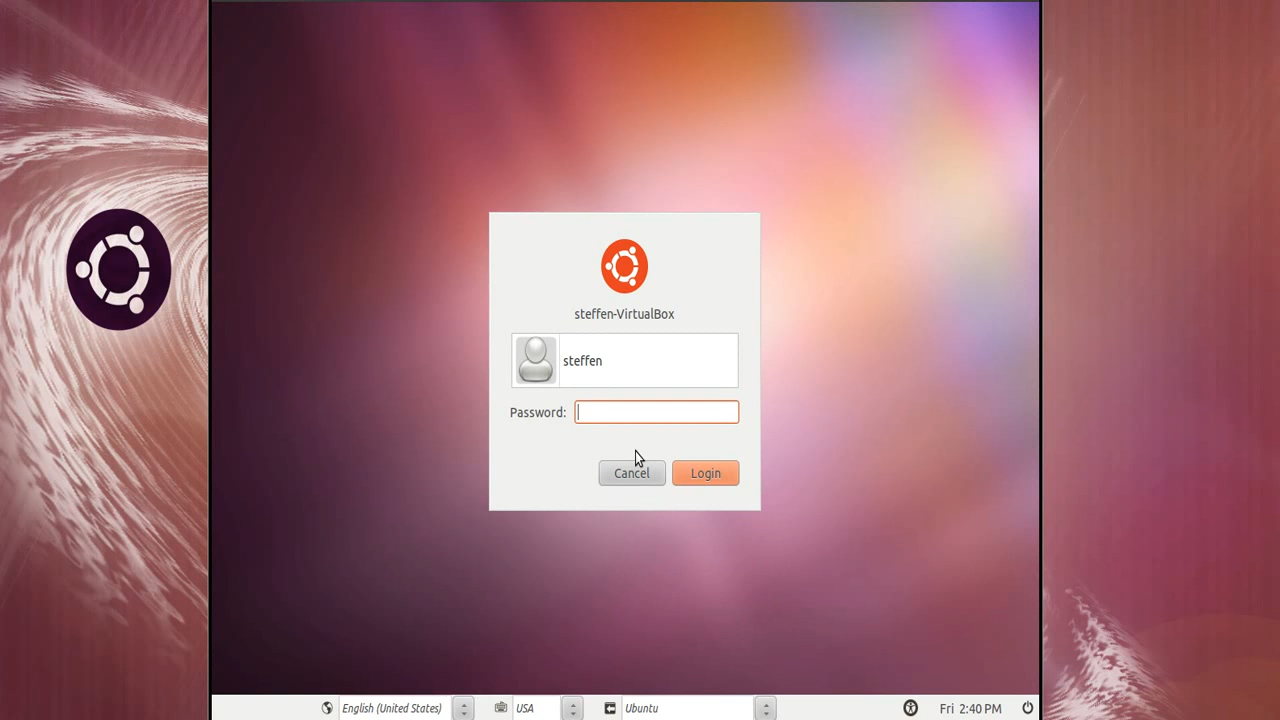 steffen-VirtualBox
steffen
Password:
Cancel Login
English (United States) USA Ubuntu Fri 2:40 PM